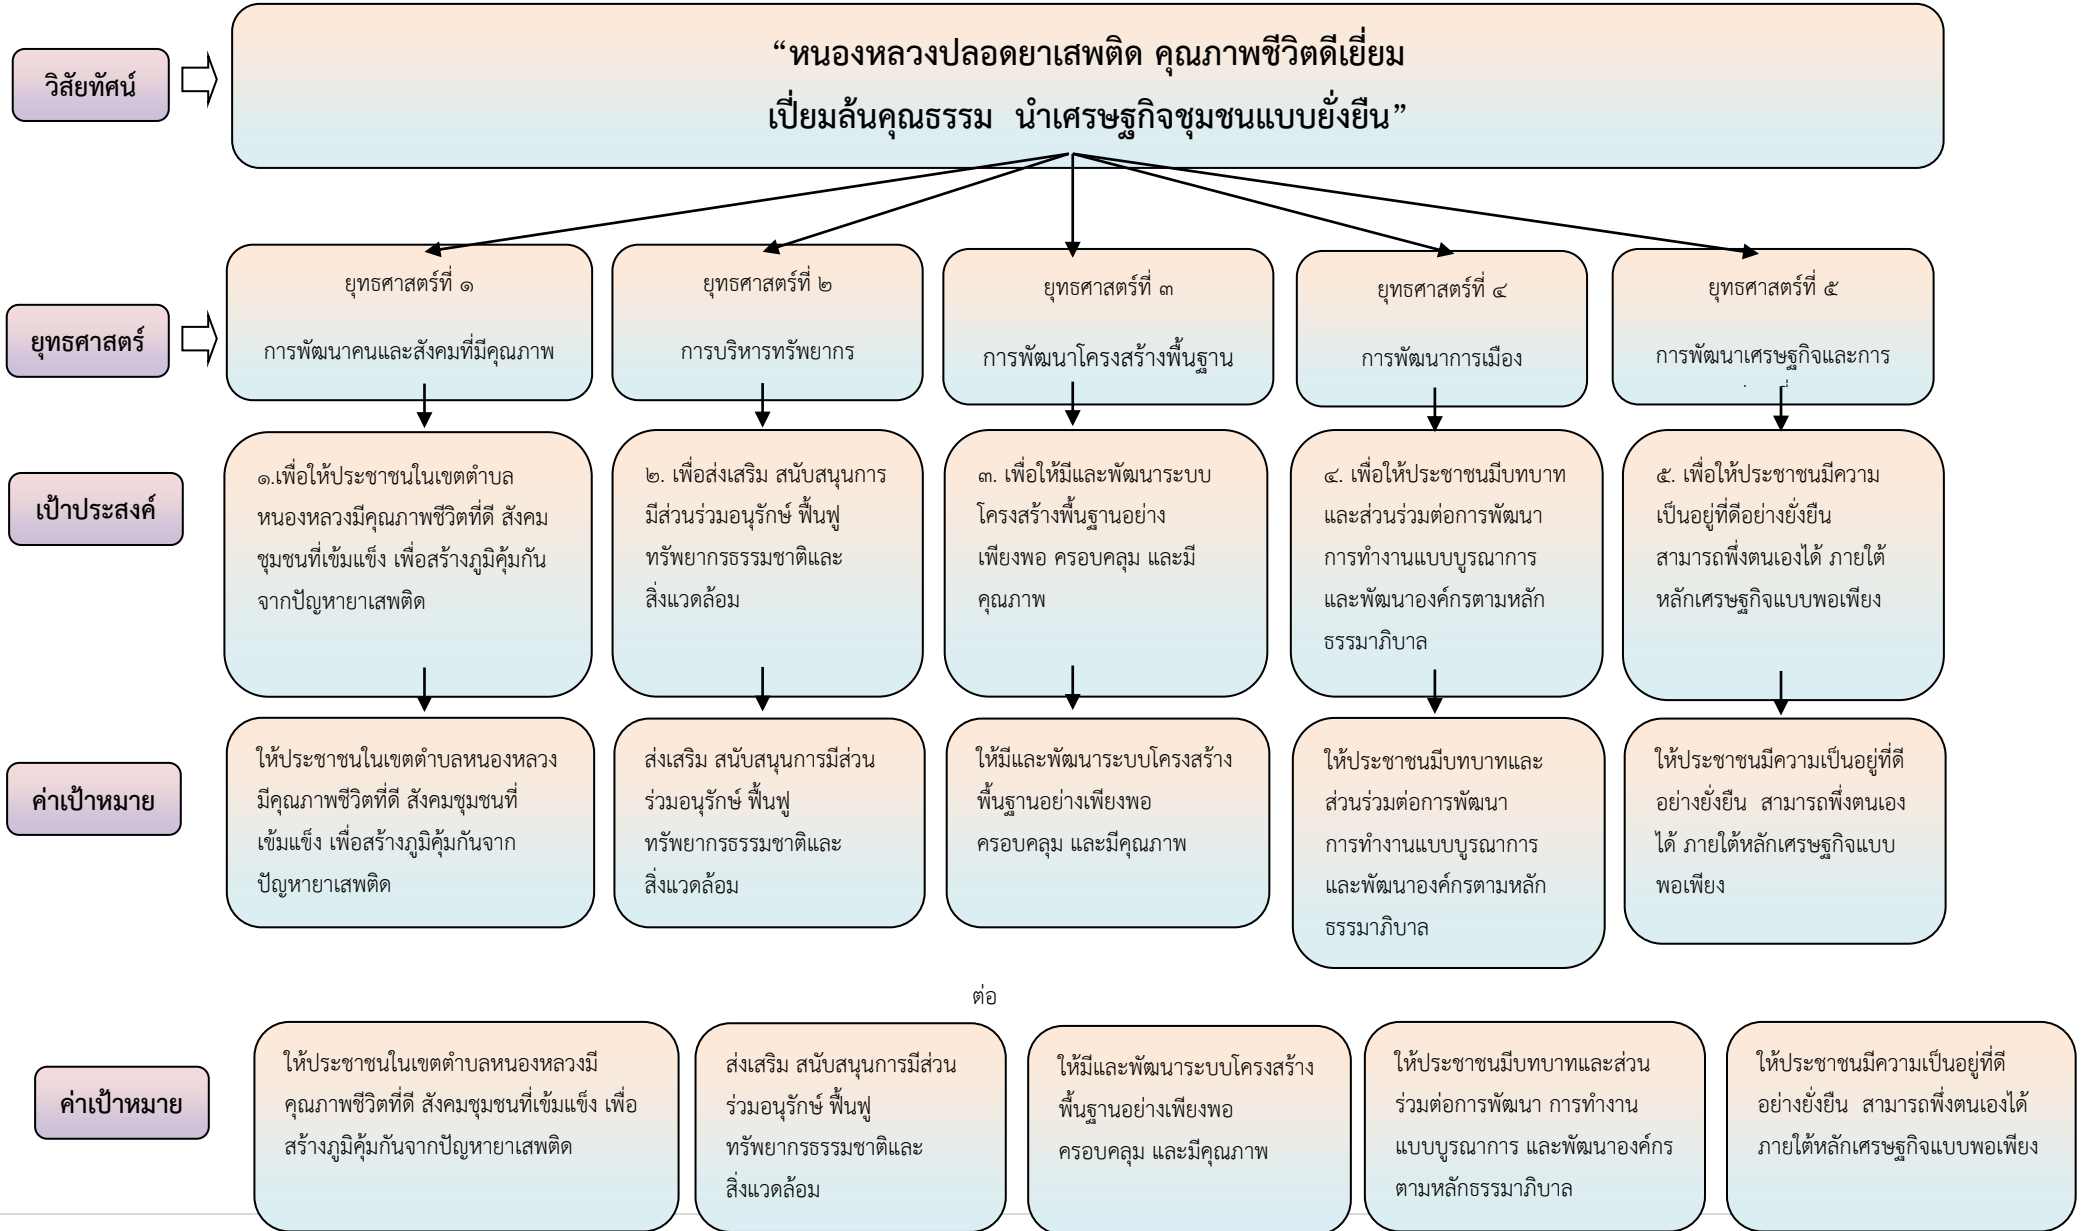 วิสัยทัศน์
“หนองหลวงปลอดยาเสพติด คุณภาพชีวิตดีเยี่ยม
เปี่ยมล้นคุณธรรม นำเศรษฐกิจชุมชนแบบยั่งยืน”
ยุทธศาสตร์
ยุทธศาสตร์ที่ ๑
การพัฒนาคนและสังคมที่มีคุณภาพ
ยุทธศาสตร์ที่ ๒
การบริหารทรัพยากร
ยุทธศาสตร์ที่ ๓
การพัฒนาโครงสร้างพื้นฐาน
ยุทธศาสตร์ที่ ๔
การพัฒนาการเมือง
ยุทธศาสตร์ที่ ๕
การพัฒนาเศรษฐกิจและการ
เป้าประสงค์
๑.เพื่อให้ประชาชนในเขตตำบล
หนองหลวงมีคุณภาพชีวิตที่ดี สังคม
ชุมชนที่เข้มแข็ง เพื่อสร้างภูมิคุ้มกัน
จากปัญหายาเสพติด
๒. เพื่อส่งเสริม สนับสนุนการ
มีส่วนร่วมอนุรักษ์ ฟื้นฟู
ทรัพยากรธรรมชาติและ
สิ่งแวดล้อม
๓. เพื่อให้มีและพัฒนาระบบ
โครงสร้างพื้นฐานอย่าง
เพียงพอ ครอบคลุม และมี
คุณภาพ
๔. เพื่อให้ประชาชนมีบทบาท
และส่วนร่วมต่อการพัฒนา
การทำงานแบบบูรณาการ
และพัฒนาองค์กรตามหลัก
ธรรมาภิบาล
๕. เพื่อให้ประชาชนมีความ
เป็นอยู่ที่ดีอย่างยั่งยืน
สามารถพึ่งตนเองได้ ภายใต้
หลักเศรษฐกิจแบบพอเพียง
ค่าเป้าหมาย
ให้ประชาชนในเขตตำบลหนองหลวง
มีคุณภาพชีวิตที่ดี สังคมชุมชนที่
เข้มแข็ง เพื่อสร้างภูมิคุ้มกันจาก
ปัญหายาเสพติด
ส่งเสริม สนับสนุนการมีส่วน
ร่วมอนุรักษ์ ฟื้นฟู
ทรัพยากรธรรมชาติและ
สิ่งแวดล้อม
ให้มีและพัฒนาระบบโครงสร้าง
พื้นฐานอย่างเพียงพอ
ครอบคลุม และมีคุณภาพ
ให้ประชาชนมีบทบาทและ
ส่วนร่วมต่อการพัฒนา
การทำงานแบบบูรณาการ
และพัฒนาองค์กรตามหลัก
ธรรมาภิบาล
ให้ประชาชนมีความเป็นอยู่ที่ดี
อย่างยั่งยืน สามารถพึ่งตนเอง
ได้ ภายใต้หลักเศรษฐกิจแบบ
พอเพียง
ต่อ
ค่าเป้าหมาย
ให้ประชาชนในเขตตำบลหนองหลวงมี
คุณภาพชีวิตที่ดี สังคมชุมชนที่เข้มแข็ง เพื่อ
สร้างภูมิคุ้มกันจากปัญหายาเสพติด
ส่งเสริม สนับสนุนการมีส่วน
ร่วมอนุรักษ์ ฟื้นฟู
ทรัพยากรธรรมชาติและ
สิ่งแวดล้อม
ให้มีและพัฒนาระบบโครงสร้าง
พื้นฐานอย่างเพียงพอ
ครอบคลุม และมีคุณภาพ
ให้ประชาชนมีบทบาทและส่วน
ร่วมต่อการพัฒนา การทำงาน
แบบบูรณาการ และพัฒนาองค์กร
ตามหลักธรรมาภิบาล
ให้ประชาชนมีความเป็นอยู่ที่ดี
อย่างยั่งยืน สามารถพึ่งตนเองได้
ภายใต้หลักเศรษฐกิจแบบพอเพียง